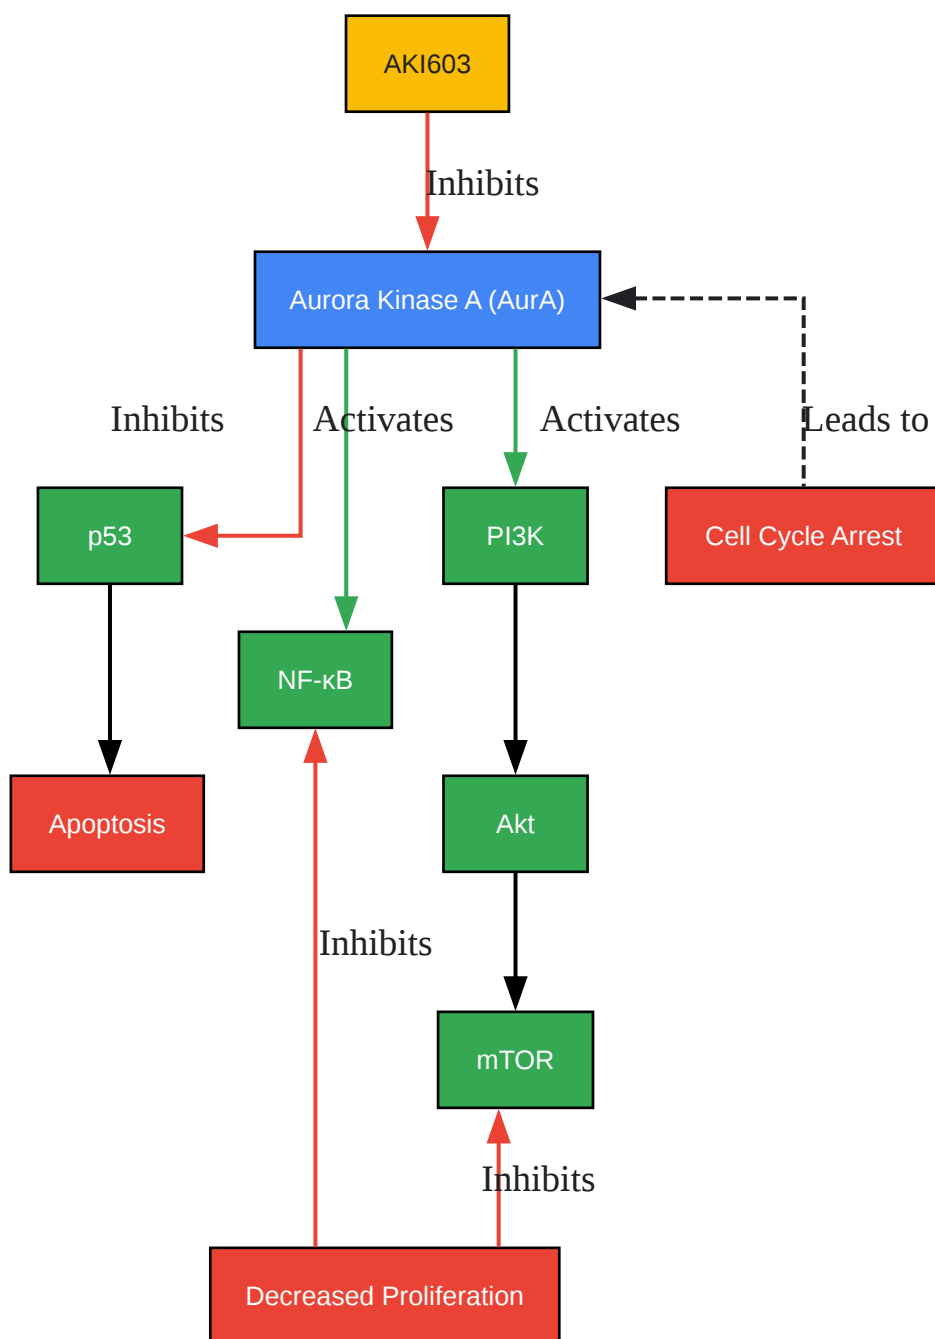 AKI603
Inhibits
Aurora Kinase A (AurA)
Inhibits
Activates
Activates
Leads to
p53
PI3K
Cell Cycle Arrest
NF-κB
Apoptosis
Akt
Inhibits
mTOR
Inhibits
Decreased Proliferation